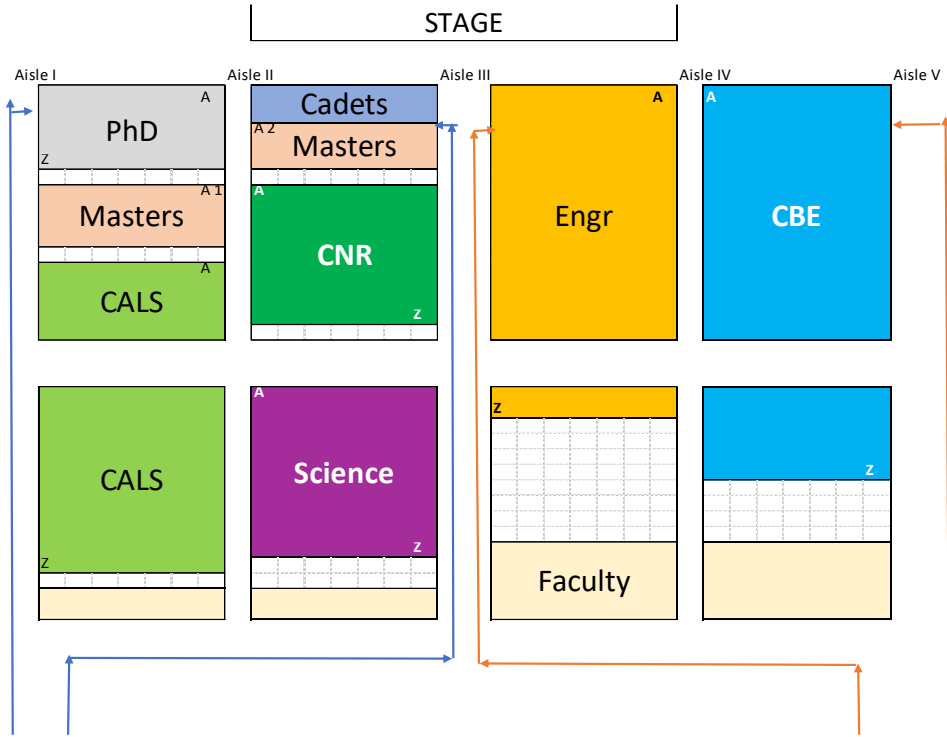 STAGE
Aisle I
Aisle II
Aisle III
Aisle IV
Aisle V
A
PhD
Z
Cadets
A 2
Masters
A
Engr
A
CBE
A 1
Masters
A
CNR
Z
A
CALS
CALS
Z
A
Science
Z
Z
Faculty
Z